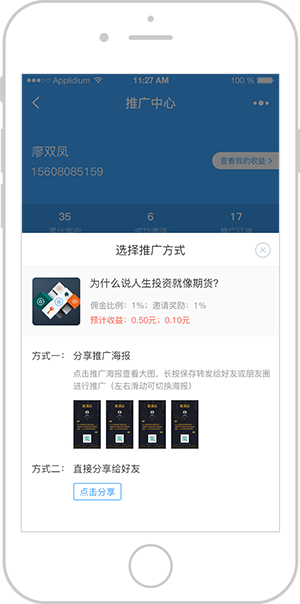 Applidium
11:27 AM
100 %
推广中心
廖双凤
15608085159
查看我的收益 >
35
6
17
选择推广方式
为什么说人生投资就像期货?
佣金比例：1%；邀请奖励：1%
预计收益：0.50元；0.10元
方式一：
分享推广海报
点击推广海报查看大图，长按保存转发给好友或朋友圈
进行推广（左右滑动可切换海报）
方式二：
直接分享给好友
点击分享